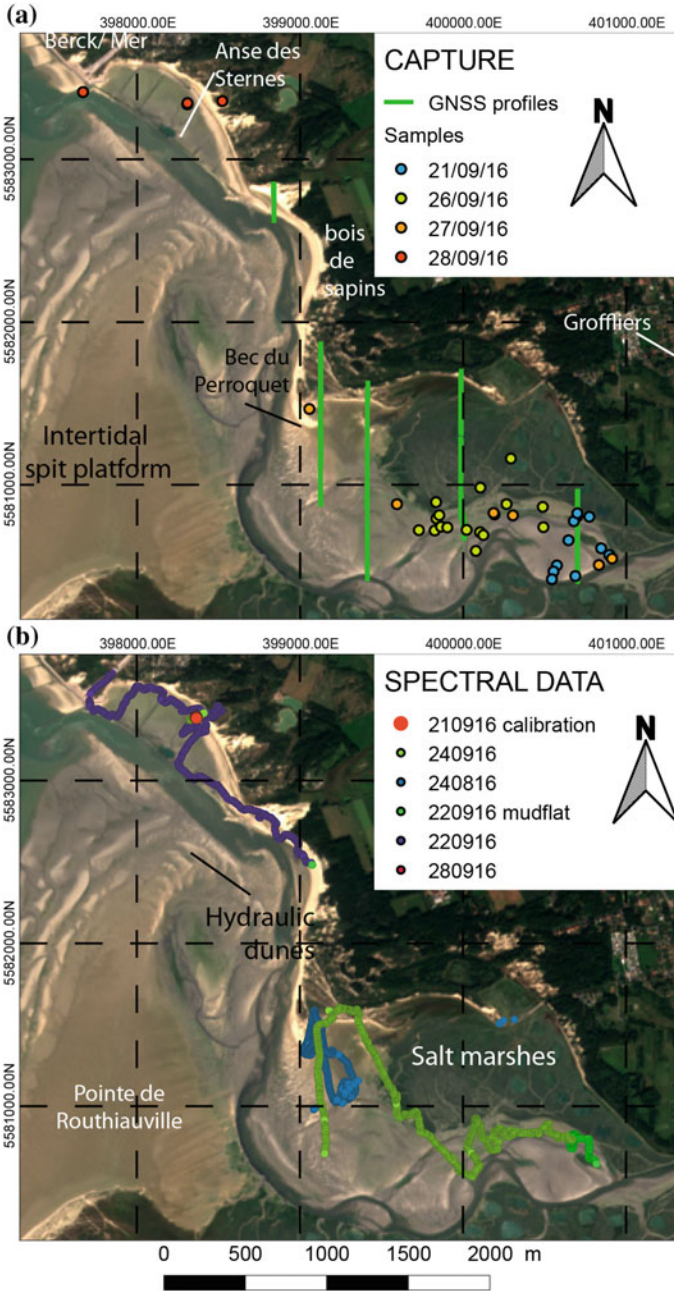 (a)
398000.00E 399000.00E 400000.00E 401000.00E
Berck/ Mer
Anse des
Sternes
CAPTURE
GNSS profiles
Samples
21/09/16
26/09/16
27/09/16
28/09/16
N
5583000.00N
bois
de
sapins
5582000.00N
Groffliers
Bec du
Perroquet
Intertidal
spit platform
5581000.00N
(b)
398000.00E 399000.00E 400000.00E 401000.00E
SPECTRAL DATA
210916 calibration
240916
240816
220916 mudflat
220916
280916
N
5583000.00N
Hydraulic
dunes
5582000.00N
Salt marshes
Pointe de
Routhiauville
5581000.00N
0 500 1000 1500 2000 m